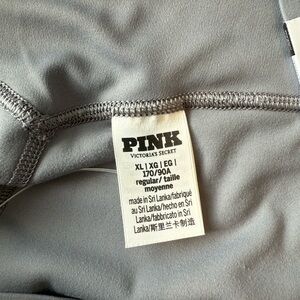 PINK
VICTORIA'S SECRET
XL | XG | EG |
170/90A
regular/ taille
moyenne
made in Sri Lanka/fabriqué
au Sri Lanka/hecho en Sri
Lanka/fabbricato in Sri
Lanka/斯里兰卡制造